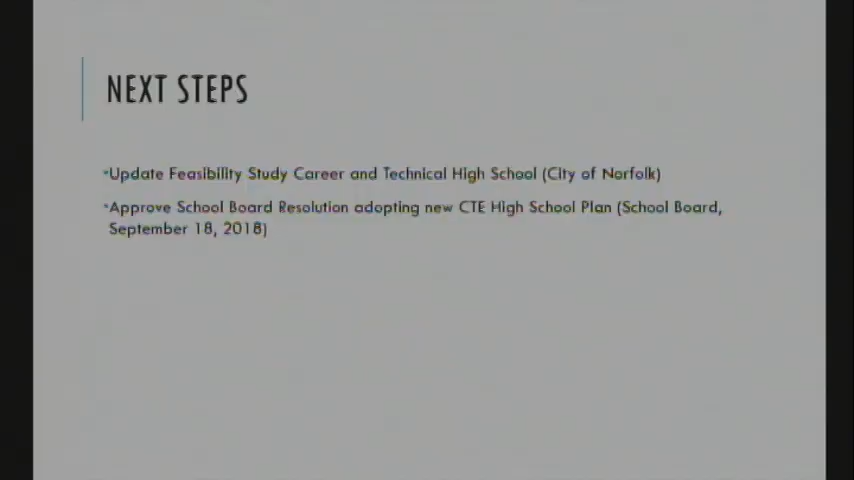 NEXT STEPS
•Update Feasibility Study Career and Technical High School (City of Norfolk)
•Approve School Board Resolution adopting new CTE High School Plan (School Board,
September 18, 2018)